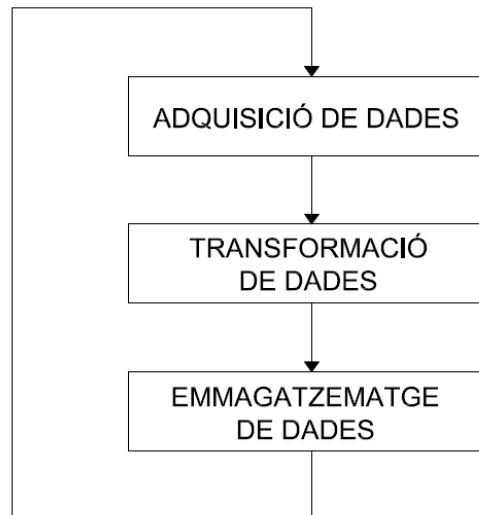 ADQUISICIÓ DE DADES
TRANSFORMACIÓ
DE DADES
EMMAGATZEMATGE
DE DADES